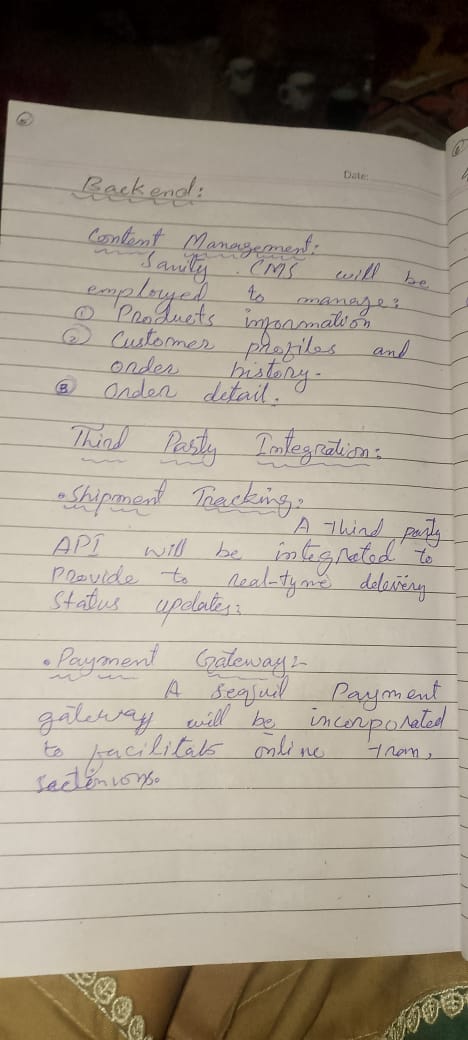 Date:
Backend:
Content Management:
Sanity CMS will be
employed to manage:
① Products information
② Customer profiles and
order history.
③ Order detail.
Third Party Integration:
• Shipment Tracking:
A third party
API will be integrated to
Provide to real-tyme delevery
Status updates:
• Payment Gateway:-
A sequil Payment
gateway will be incorporated
to facilitate online tran,
sactenions.